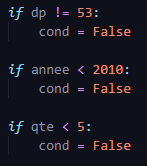 if dp != 53:
    cond = False
if annee < 2010:
    cond = False
if qte < 5:
    cond = False